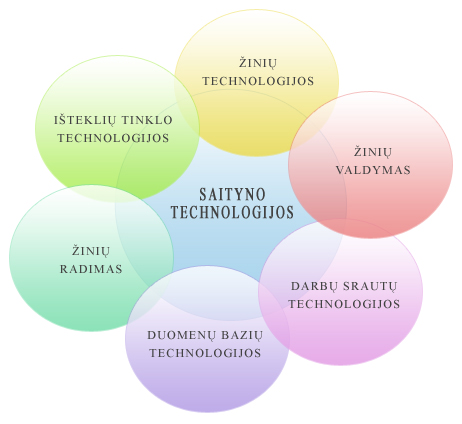 ŽINIŲ
TECHNOLOGIJOS
IŠTEKLIŲ TINKLO
TECHNOLOGIJOS
ŽINIŲ
VALDYMAS
SAITYNO
TECHNOLOGIJOS
ŽINIŲ
RADIMAS
DARBŲ SRAUTŲ
TECHNOLOGIJOS
DUOMENŲ BAZIŲ
TECHNOLOGIJOS